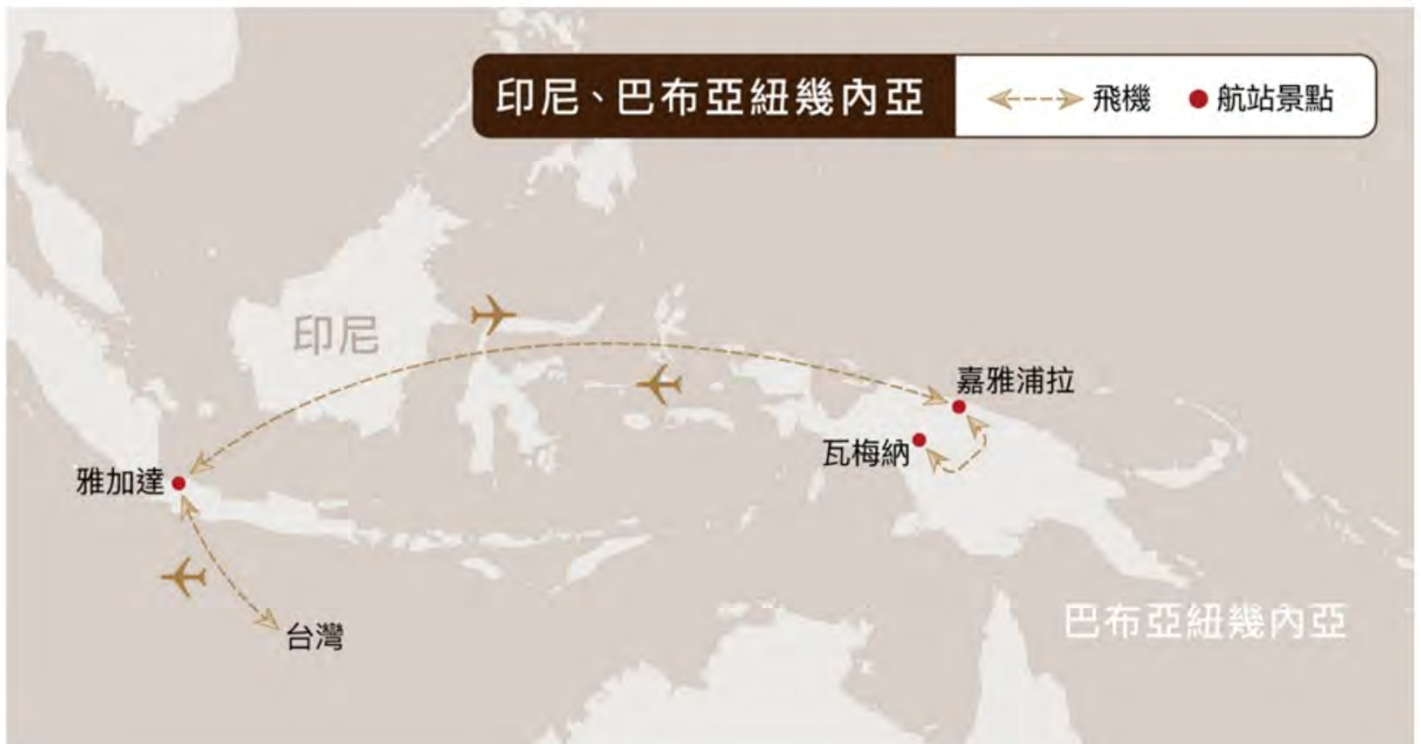 印尼、巴布亞紐幾內亞
飛機
航站景點
印尼
嘉雅浦拉
瓦梅納
雅加達
台灣
巴布亞紐幾內亞